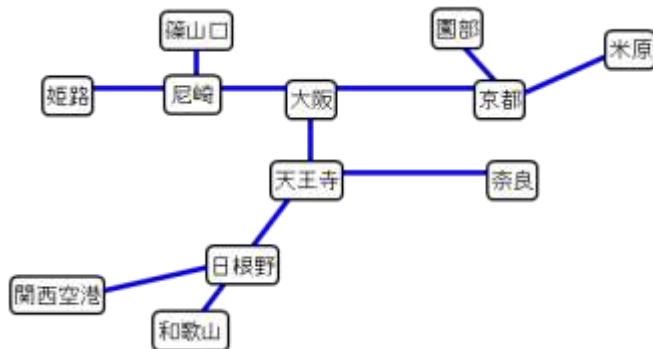 篠山口
園部
米原
姫路
尼崎
大阪
京都
天王寺
奈良
日根野
関西空港
和歌山